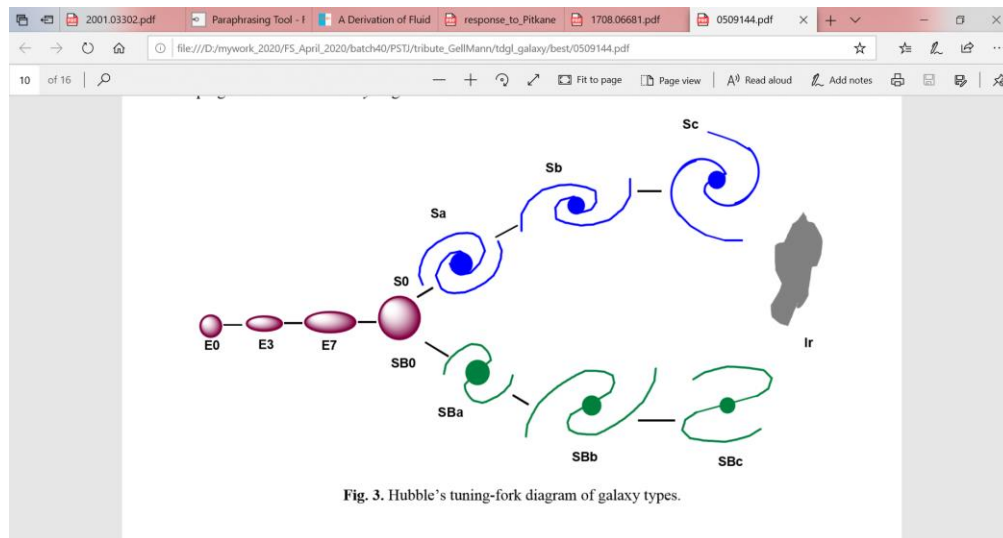 2001.03302.pdf
Paraphrasing Tool - I
A Derivation of Fluid
response_to_Pitkane
1708.06681.pdf
0509144.pdf
file:///D:/mywork_2020/FS_April_2020/batch40/PSTJ/tribute_GellMann/tdgl_galaxy/best/0509144.pdf
10 of 16
Fit to page
Page view
Read aloud
Add notes
Sc
Sb
Sa
S0
E0
E3
E7
SB0
Ir
SBa
SBb
SBc
Fig. 3. Hubble's tuning-fork diagram of galaxy types.